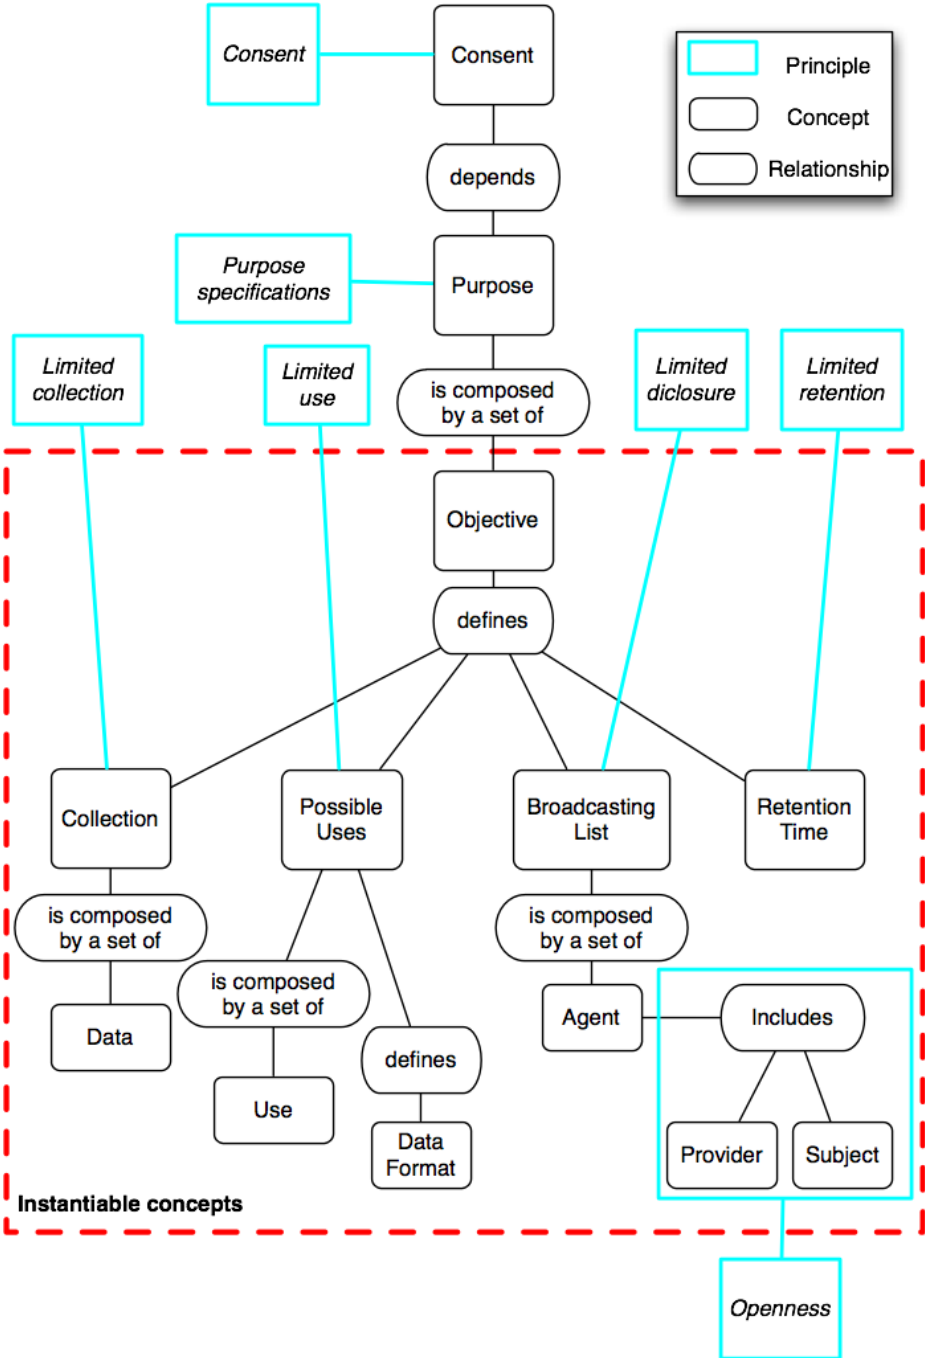 Consent
Consent
Principle
Concept
Relationship
depends
Purpose
specifications
Purpose
Limited
collection
Limited
use
is composed
by a set of
Limited
diclosure
Limited
retention
Objective
defines
Collection
Possible
Uses
Broadcasting
List
Retention
Time
is composed
by a set of
is composed
by a set of
is composed
by a set of
Data
Agent
Includes
defines
Use
Data
Format
Provider
Subject
Instantiable concepts
Openness